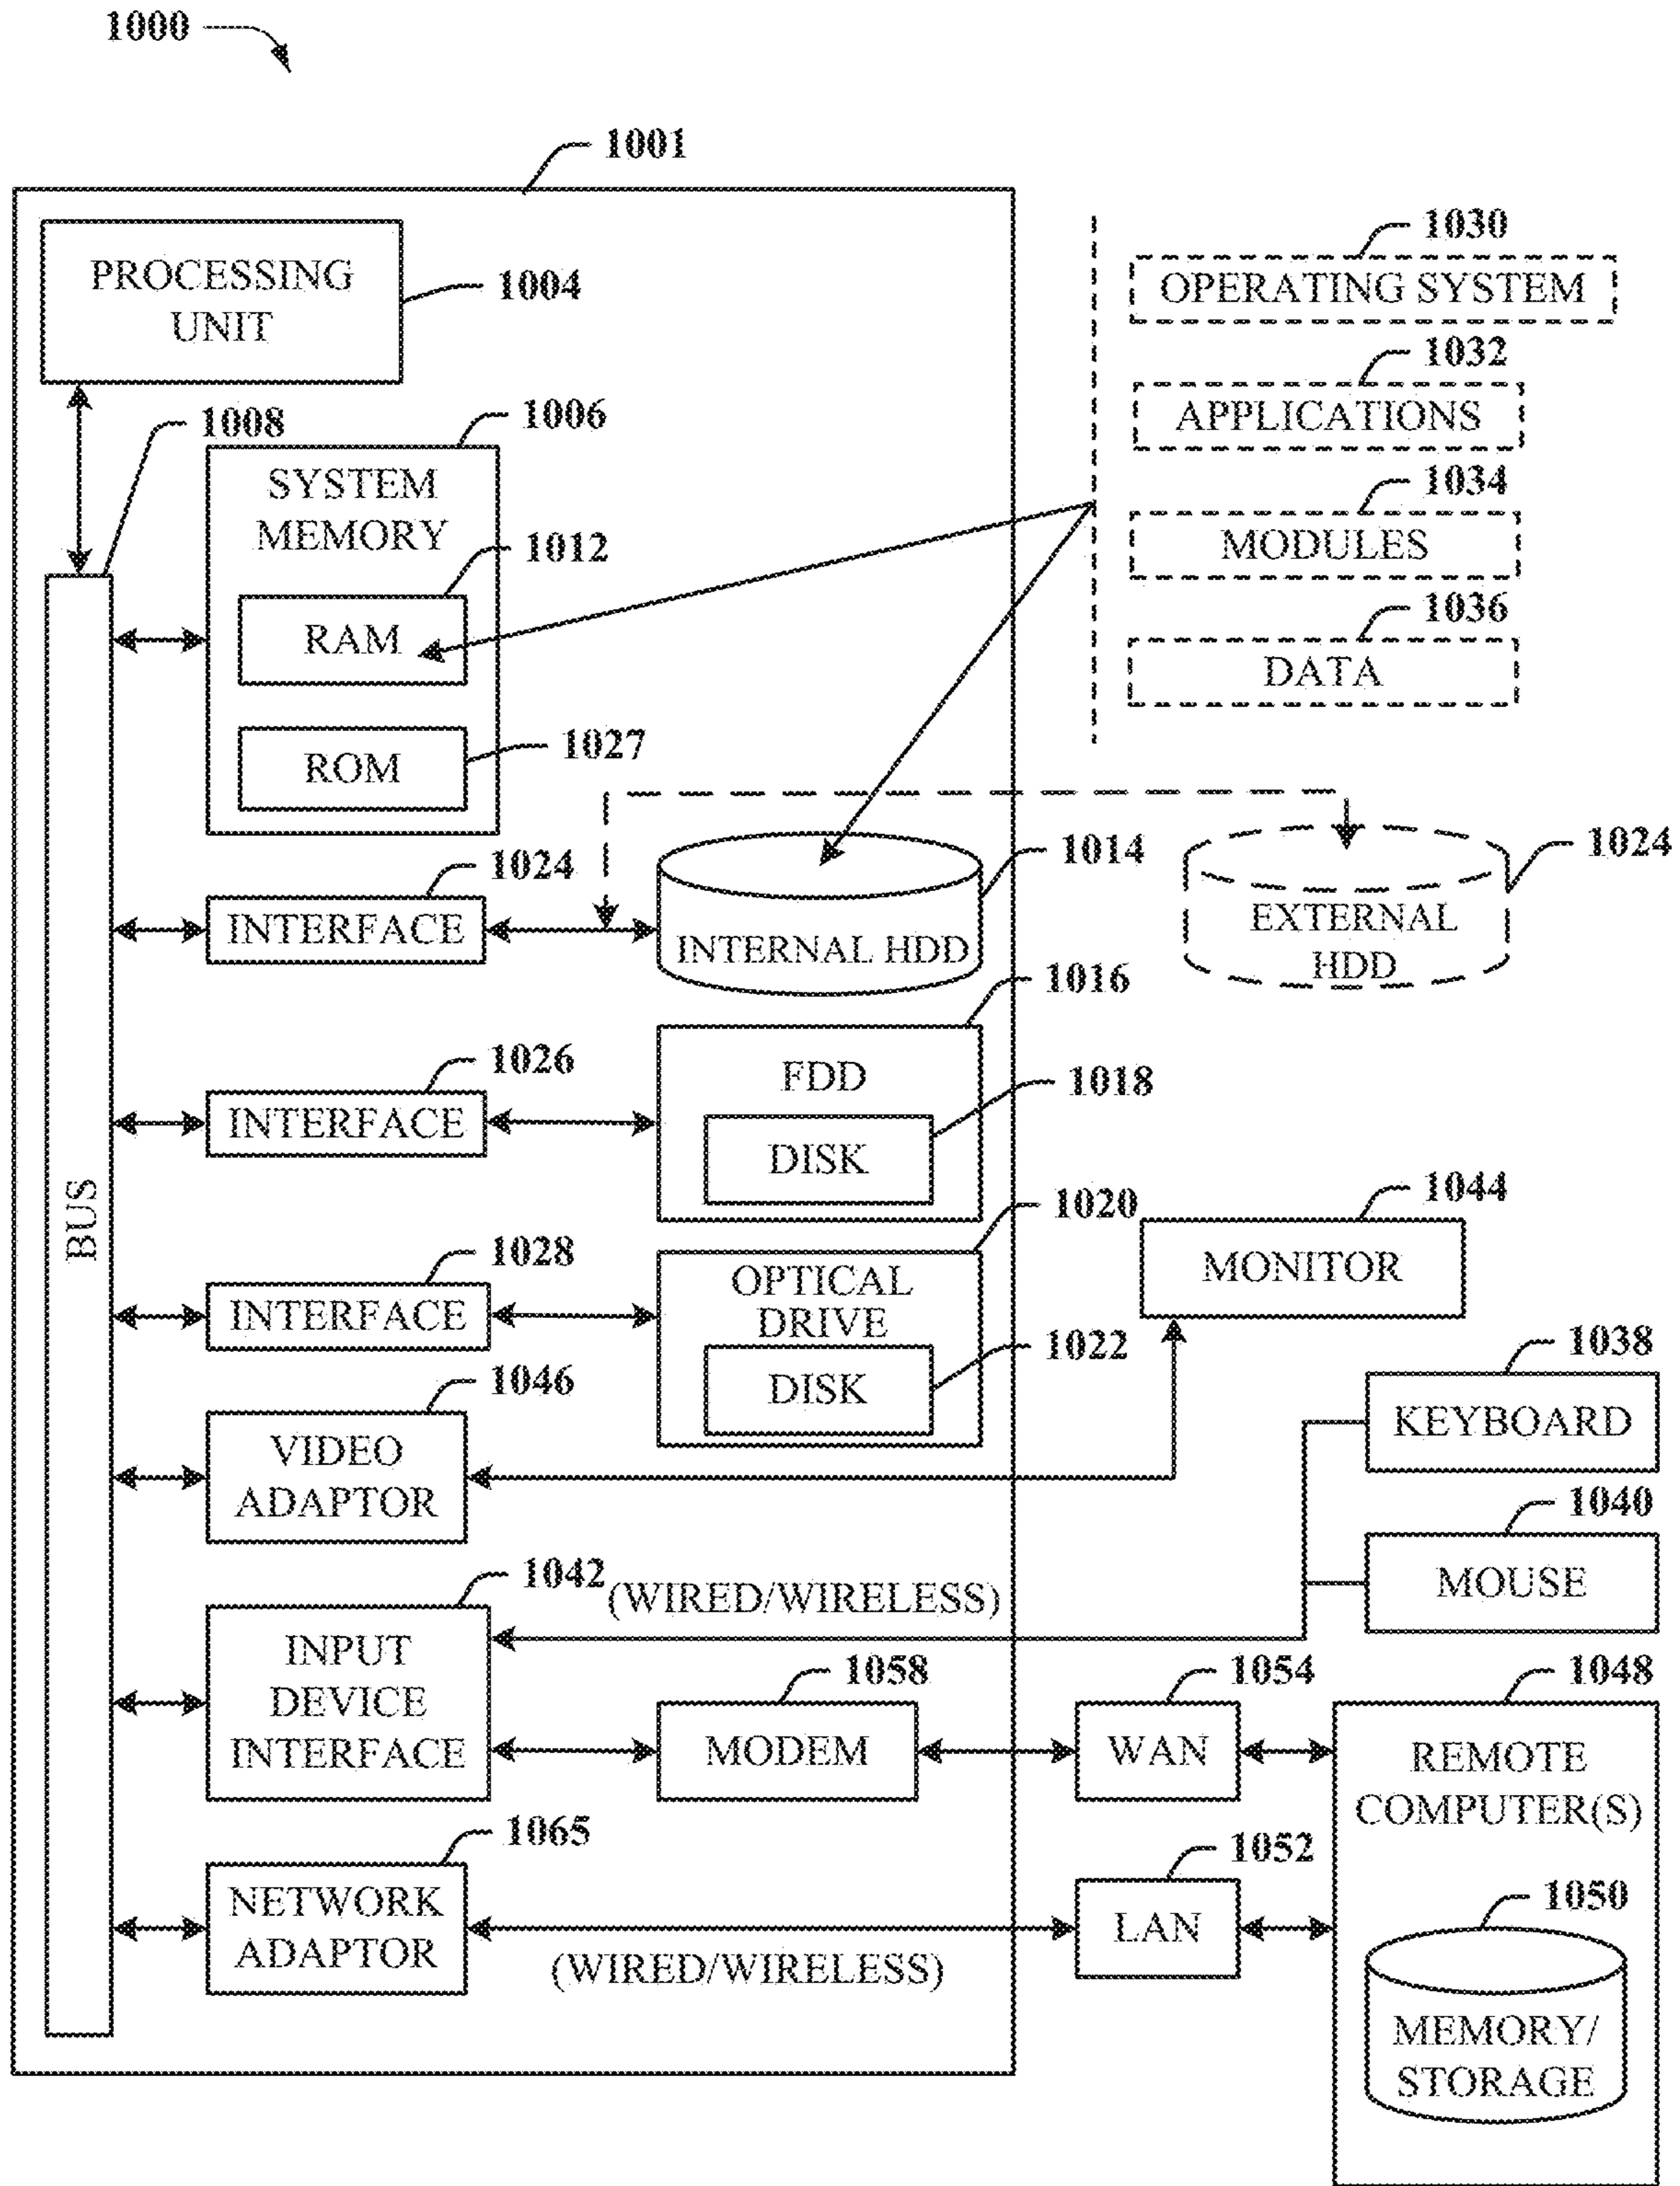 1000
1001
PROCESSING
UNIT
1004
1008
1006
SYSTEM
MEMORY
1012
RAM
1027
ROM
1030
OPERATING SYSTEM
1032
APPLICATIONS
1034
MODULES
1036
DATA
1024
INTERFACE
1014
INTERNAL HDD
1024
EXTERNAL
HDD
1016
1026
INTERFACE
FDD
1018
DISK
BUS
1020
1028
INTERFACE
OPTICAL
DRIVE
1022
DISK
1044
MONITOR
1046
VIDEO
ADAPTOR
1038
KEYBOARD
1040
MOUSE
1042
(WIRED/WIRELESS)
INPUT
DEVICE
INTERFACE
1058
MODEM
1054
WAN
1048
REMOTE
COMPUTER(S)
1065
NETWORK
ADAPTOR
(WIRED/WIRELESS)
1052
LAN
1050
MEMORY/
STORAGE